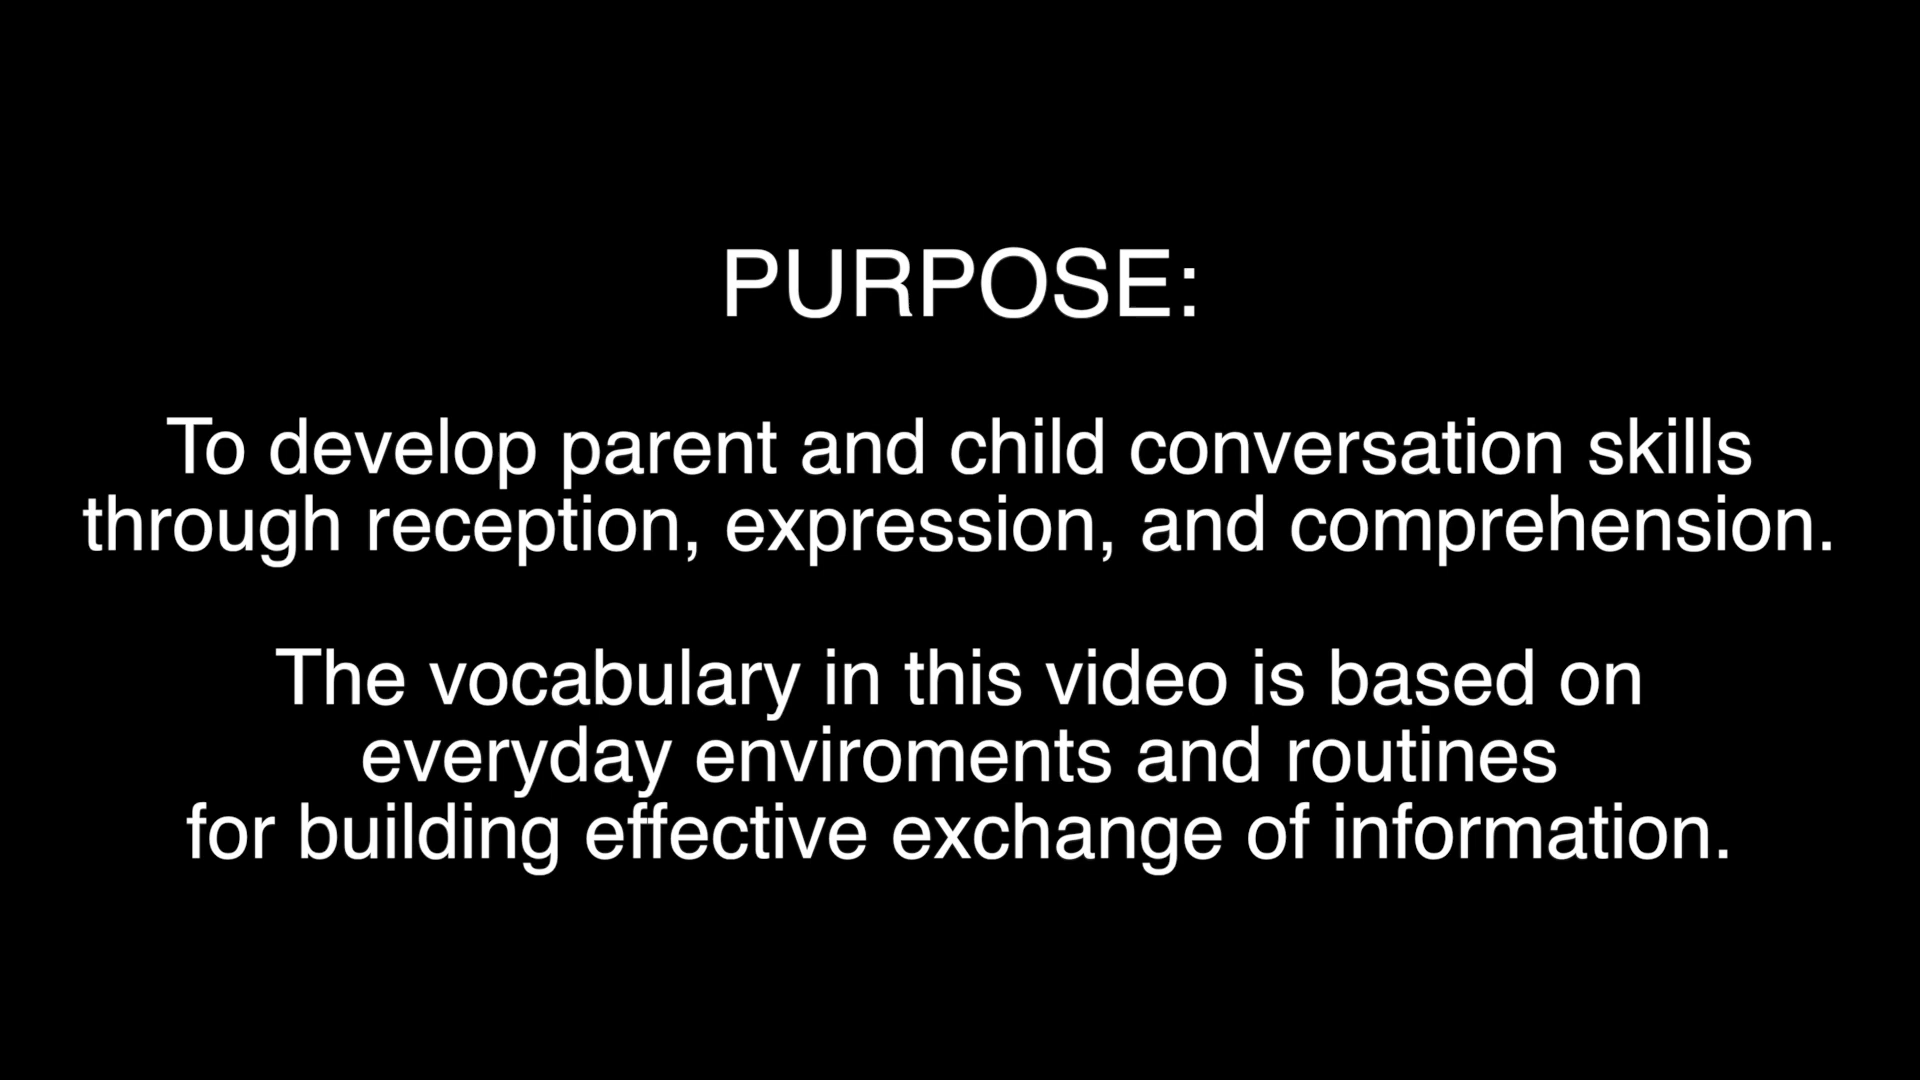 PURPOSE:
To develop parent and child conversation skills
through reception, expression, and comprehension.
The vocabulary in this video is based on
everyday enviroments and routines
for building effective exchange of information.